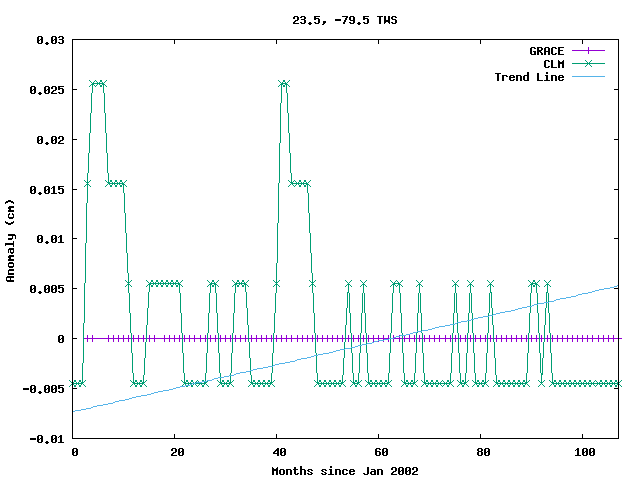 23.5, -79.5 TWS
GRACE
CLM
Trend Line
0.03
0.025
0.02
0.015
0.01
0.005
0
-0.005
-0.01
Anomaly (cm)
0 20 40 60 80 100
Months since Jan 2002